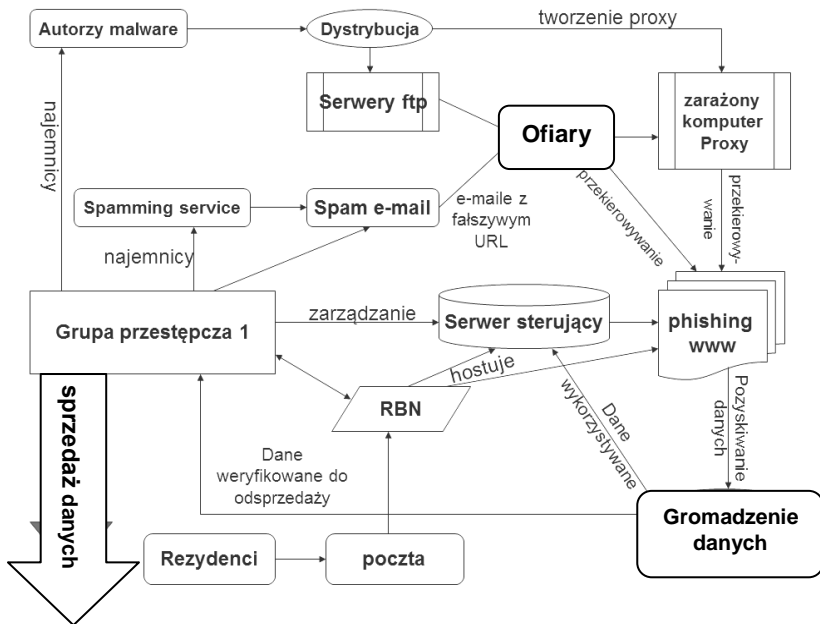 Autorzy malware
Dystrybucja
tworzenie proxy
najemnicy
Serwery ftp
Ofiary
zarażony
komputer
Proxy
Spamming service
Spam e-mail
e-maile z
fałszywym
URL
przekierowywanie
przekierowy-
wanie
najemnicy
Grupa przestępcza 1
zarządzanie
Serwer sterujący
phishing
www
hostuje
RBN
sprzedaż danych
Dane
weryfikowane do
odsprzedaży
Dane
wykorzystywane
Pozyskiwanie
danych
Gromadzenie
danych
Rezydenci
poczta